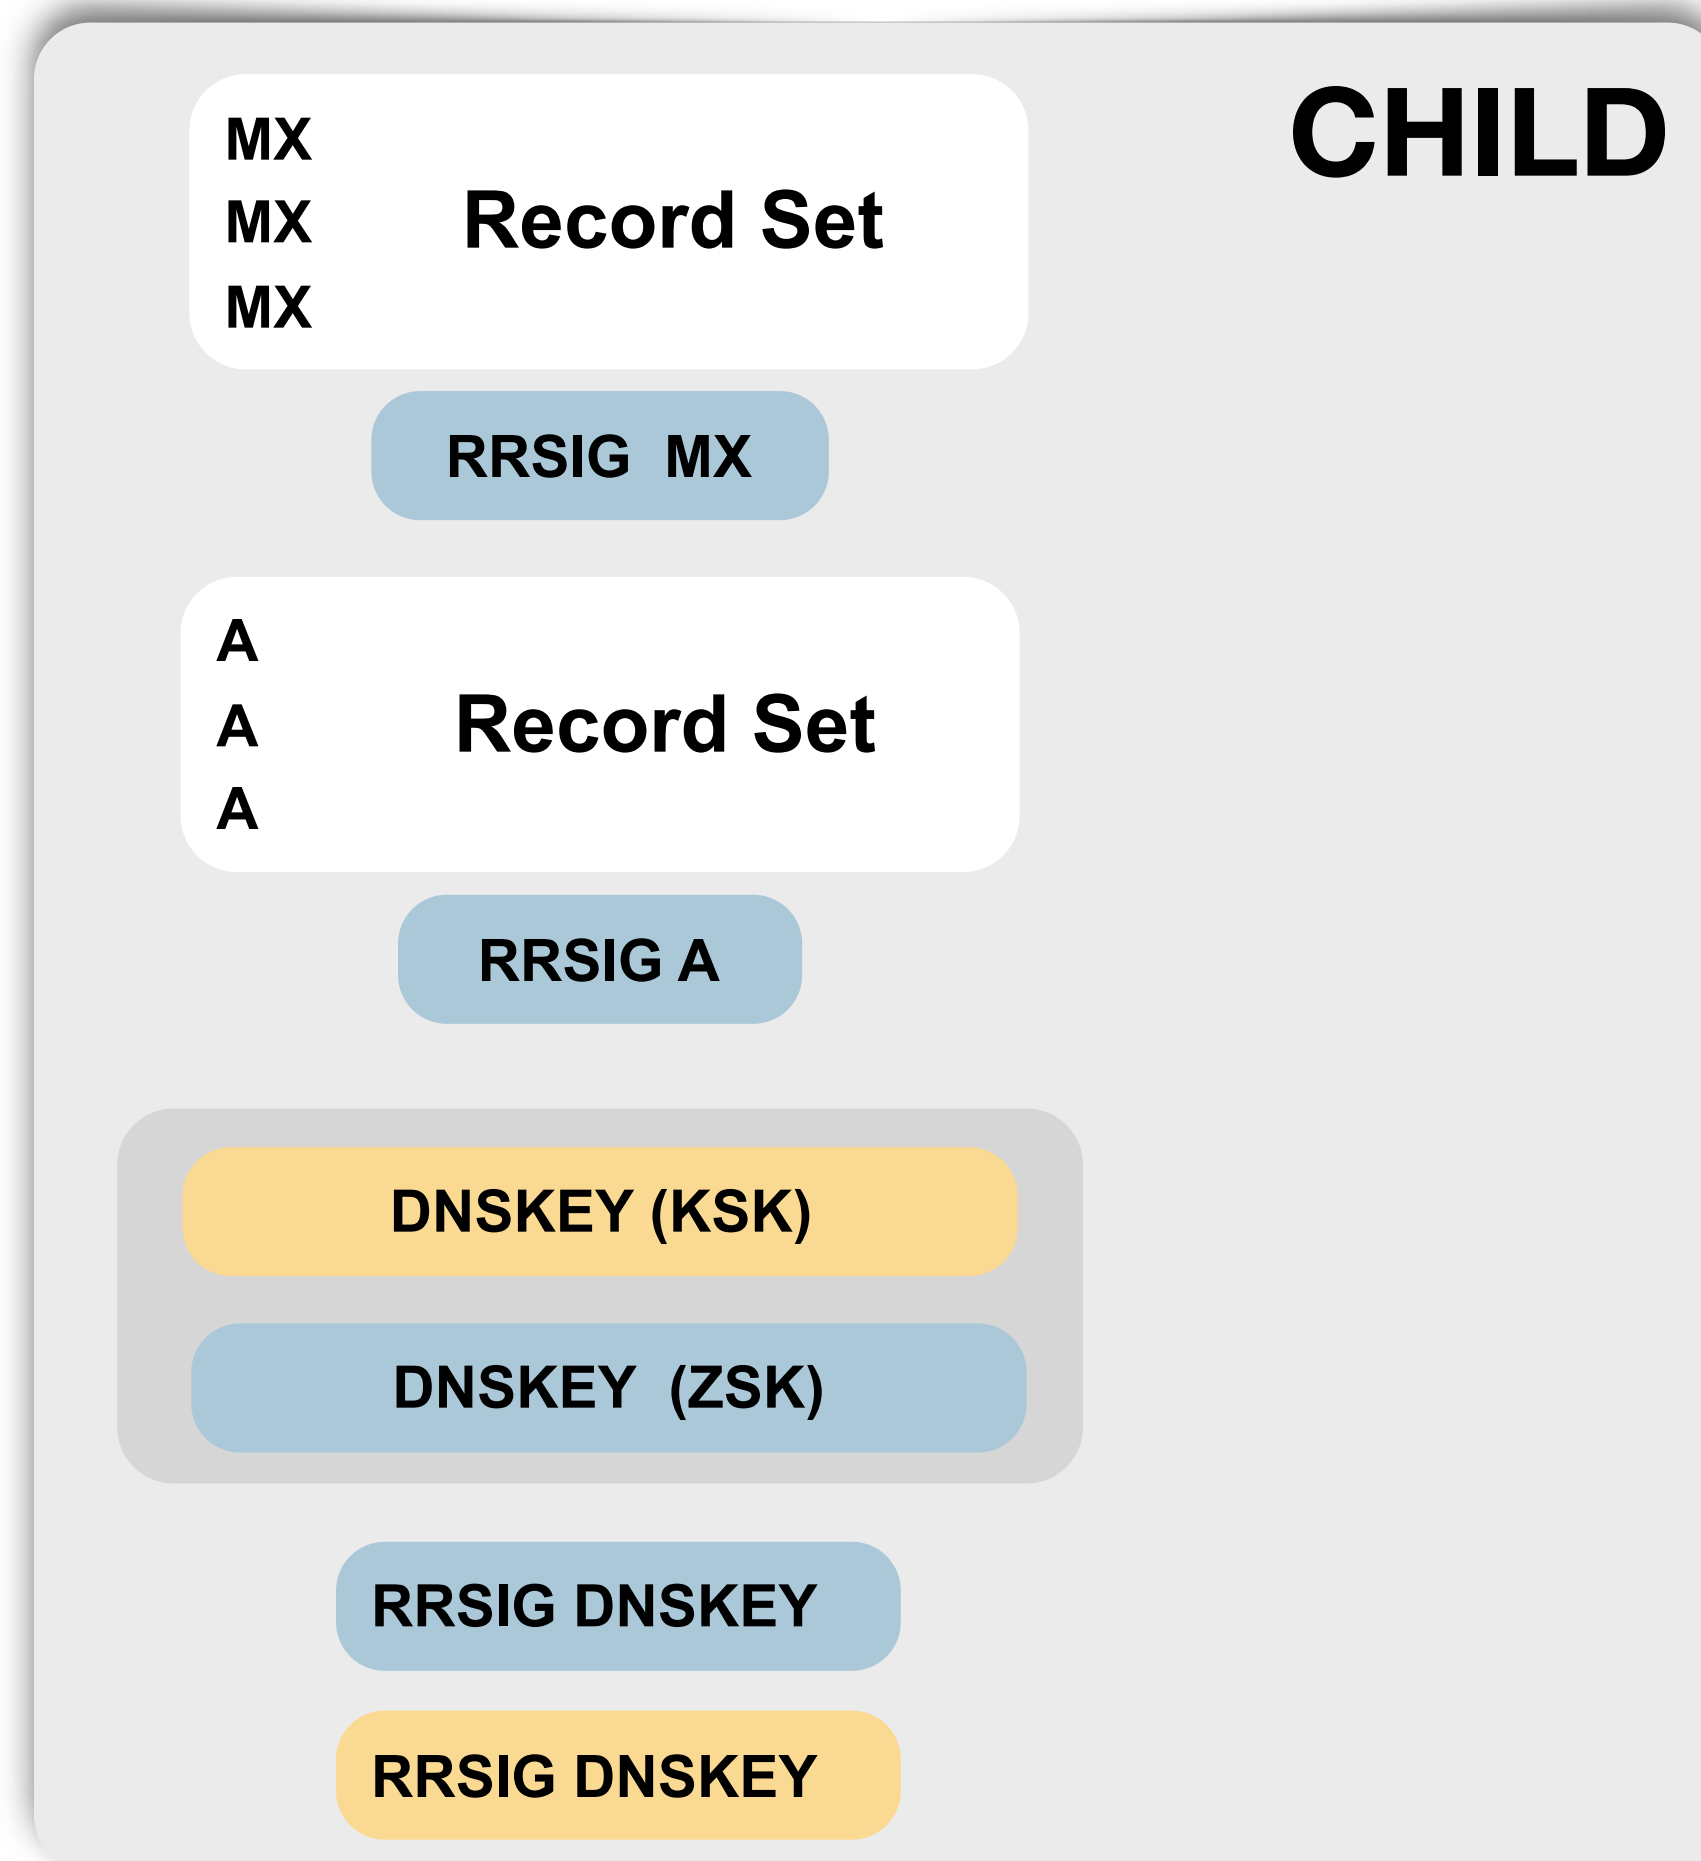 CHILD
MX
MX
MX
Record Set
RRSIG  MX
A
A
A
Record Set
RRSIG A
DNSKEY (KSK)
DNSKEY  (ZSK)
RRSIG DNSKEY
RRSIG DNSKEY